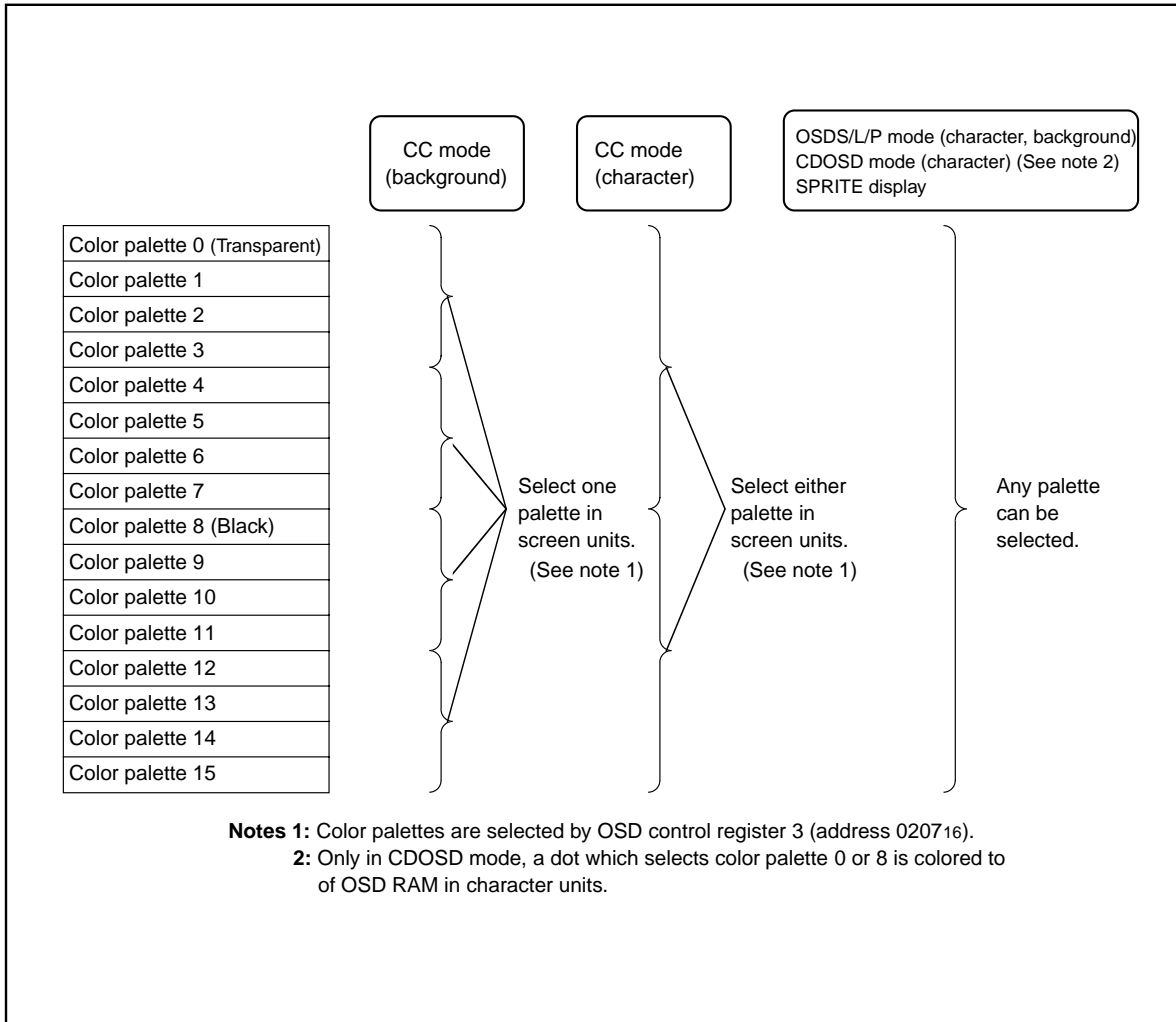 CC mode
(background)
CC mode
(character)
OSDS/L/P mode (character, background)
CDOSD mode (character) (See note 2)
SPRITE display
Color palette 0 (Transparent)
Color palette 1
Color palette 2
Color palette 3
Color palette 4
Color palette 5
Color palette 6
Color palette 7
Color palette 8 (Black)
Color palette 9
Color palette 10
Color palette 11
Color palette 12
Color palette 13
Color palette 14
Color palette 15
Select one
palette in
screen units.
(See note 1)
Select either
palette in
screen units.
(See note 1)
Any palette
can be
selected.
Notes 1: Color palettes are selected by OSD control register 3 (address 020716).
2: Only in CDOSD mode, a dot which selects color palette 0 or 8 is colored to
of OSD RAM in character units.